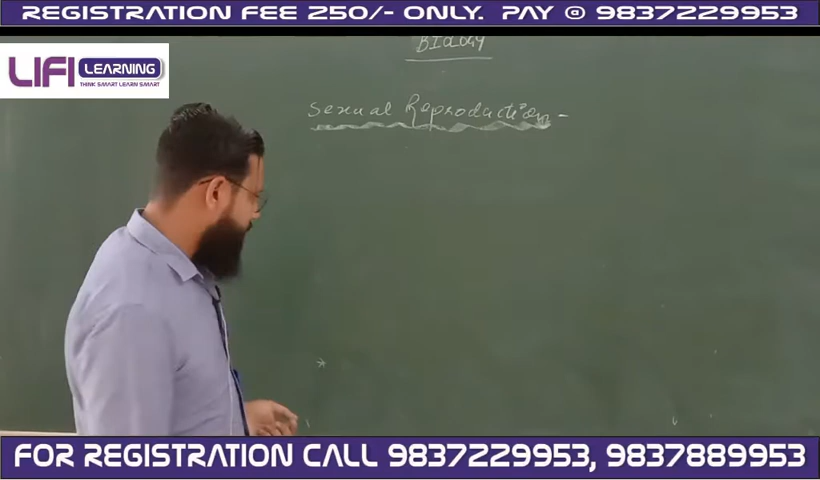 REGISTRATION FEE 250/- ONLY. PAY @ 9837229953
LIFI LEARNING
THINK SMART LEARN SMART
BIOLOGY
Sexual Reproduction -
FOR REGISTRATION CALL 9837229953, 9837889953